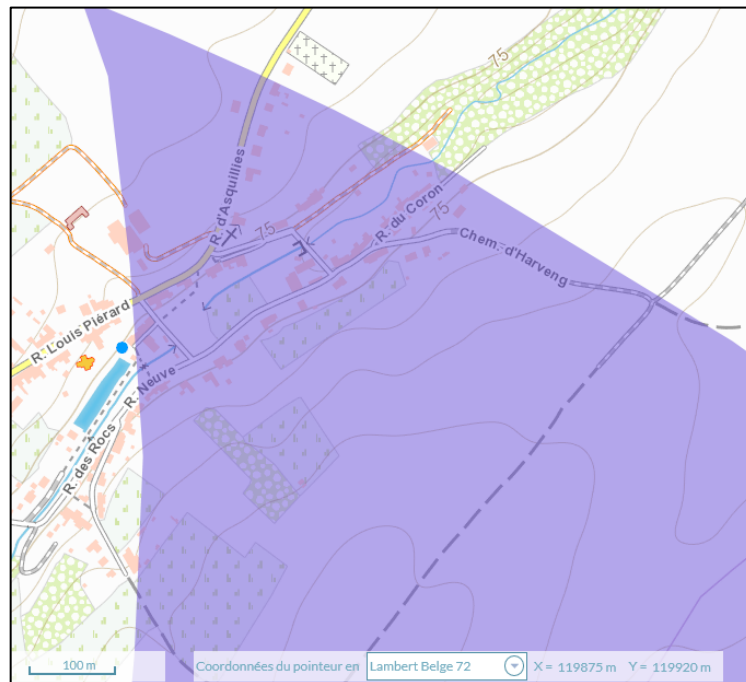 75
R. d'Asquillies
75
R. du Coron
75
Chem. d'Harveng
R. Louis Piérard
R. Neuve
R. des Rocs
100 m
Coordonnées du pointeur en Lambert Belge 72 X = 119875 m Y = 119920 m